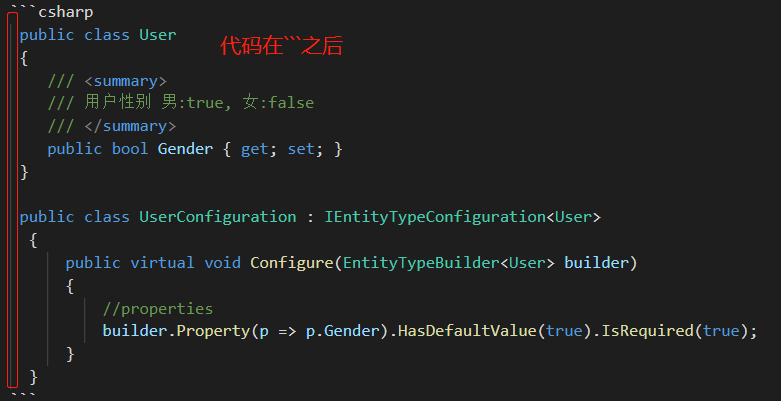 ```csharp
public class User
代码在```之后
{
/// <summary>
/// 用户性别 男:true, 女:false
/// </summary>
public bool Gender { get; set; }
}
public class UserConfiguration : IEntityTypeConfiguration<User>
{
public virtual void Configure(EntityTypeBuilder<User> builder)
{
//properties
builder.Property(p => p.Gender).HasDefaultValue(true).IsRequired(true);
}
}
```